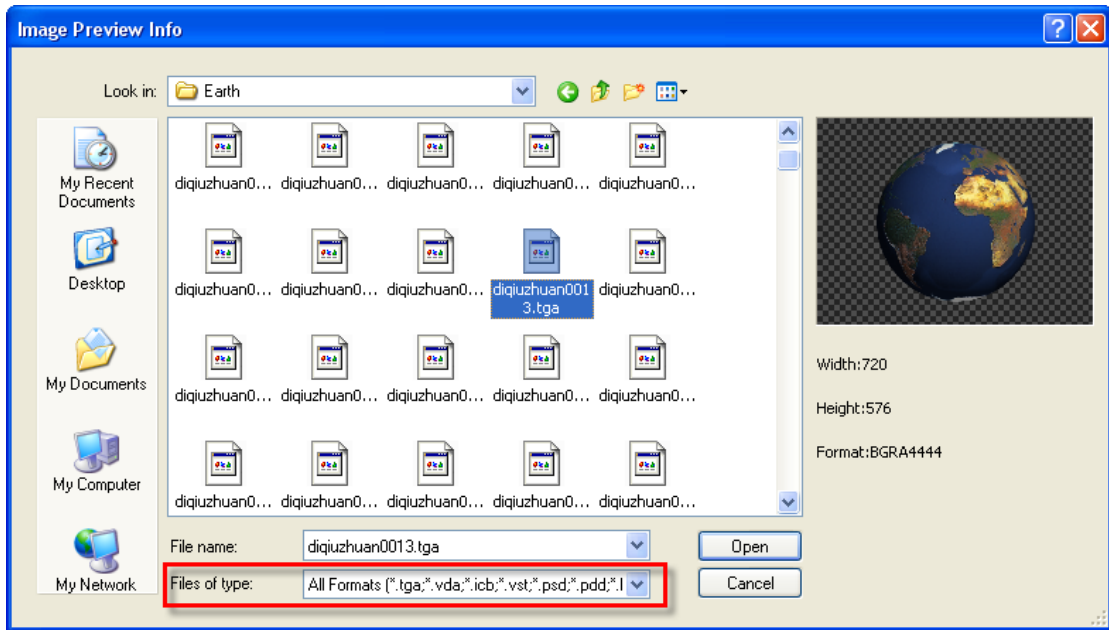 Image Preview Info
Look in: Earth
My Recent
Documents
Desktop
My Documents
My Computer
My Network
diqiuzhuan0... diqiuzhuan0... diqiuzhuan0... diqiuzhuan0... diqiuzhuan0...
diqiuzhuan0... diqiuzhuan0... diqiuzhuan0... diqiuzhuan001 diqiuzhuan0...
3.tga
diqiuzhuan0... diqiuzhuan0... diqiuzhuan0... diqiuzhuan0... diqiuzhuan0...
diqiuzhuan0... diqiuzhuan0... diqiuzhuan0... diqiuzhuan0... diqiuzhuan0...
Width:720
Height:576
Format:BGRA4444
File name: diqiuzhuan0013.tga Open
Files of type: All Formats (*.tga;*.vda;*.icb;*.vst;*.psd;*.pdd;*. Cancel